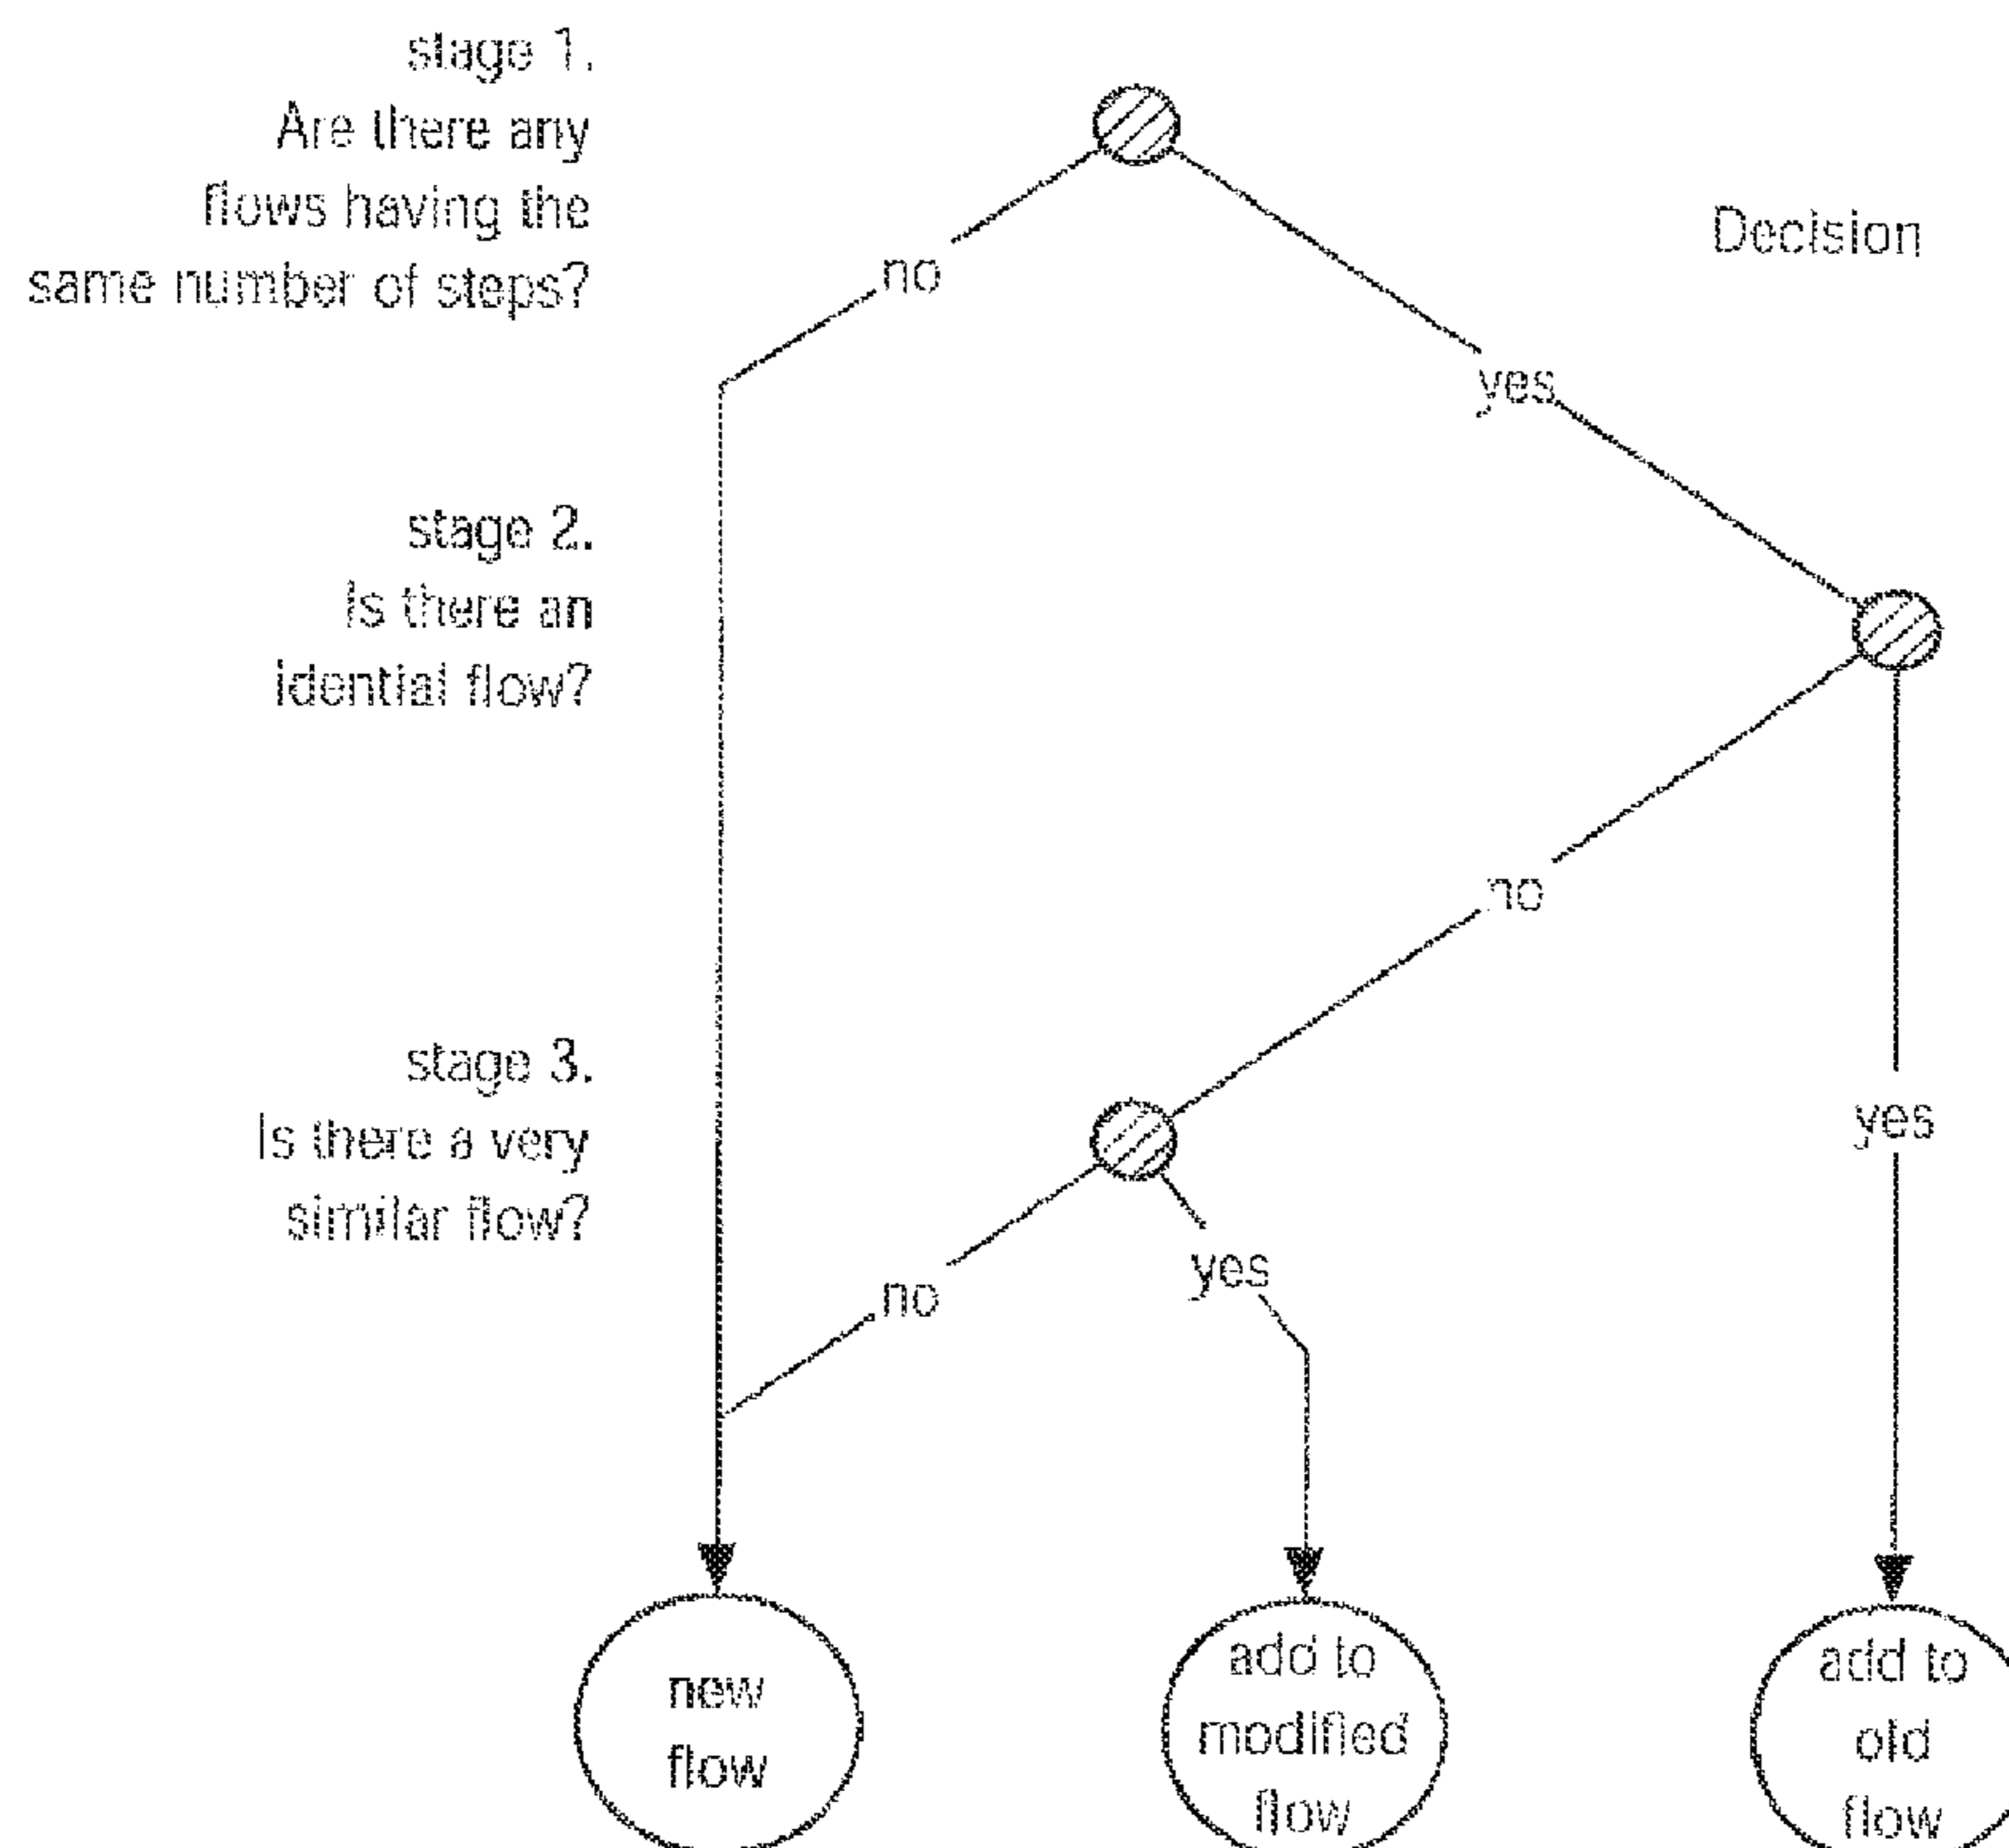 stage 1.
Are there any
flows having the
same number of steps?
Decision
no
yes
stage 2.
Is there an
idential flow?
no
stage 3.
Is there a very
similar flow?
yes
no
yes
new
flow
add to
modified
flow
add to
old
flow